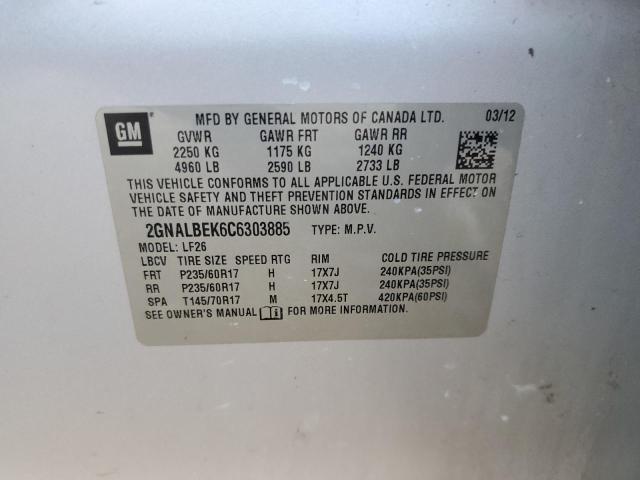 GM
MFD BY GENERAL MOTORS OF CANADA LTD. 03/12
GVWR GAWR FRT GAWR RR
2250 KG 1175 KG 1240 KG
4960 LB 2590 LB 2733 LB
THIS VEHICLE CONFORMS TO ALL APPLICABLE U.S. FEDERAL MOTOR
VEHICLE SAFETY AND THEFT PREVENTION STANDARDS IN EFFECT ON
THE DATE OF MANUFACTURE SHOWN ABOVE.
2GNALBEK6C6303885 TYPE: M.P.V.
MODEL: LF26
LBCV TIRE SIZE SPEED RTG RIM COLD TIRE PRESSURE
FRT P235/60R17 H 17X7J 240KPA(35PSI)
RR P235/60R17 H 17X7J 240KPA(35PSI)
SPA T145/70R17 M 17X4.5T 420KPA(60PSI)
SEE OWNER'S MANUAL FOR MORE INFORMATION.